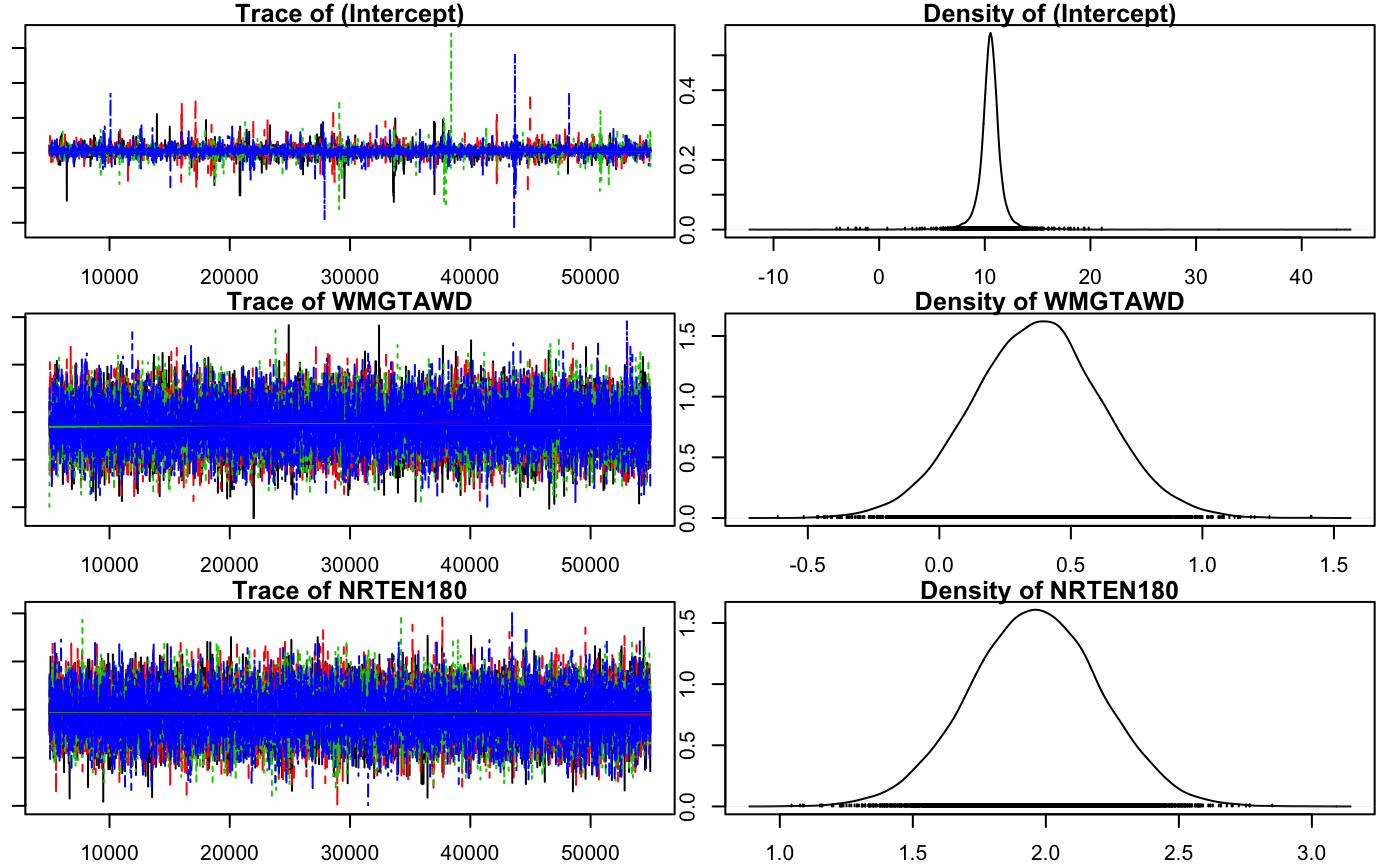 Trace of (Intercept)
10000 20000 30000 40000 50000
Density of (Intercept)
0.0 0.2 0.4
-10 0 10 20 30 40
Trace of WMGTAWD
10000 20000 30000 40000 50000
Density of WMGTAWD
0.0 0.5 1.0 1.5
-0.5 0.0 0.5 1.0 1.5
Trace of NRTEN180
10000 20000 30000 40000 50000
Density of NRTEN180
0.0 0.5 1.0 1.5
1.0 1.5 2.0 2.5 3.0